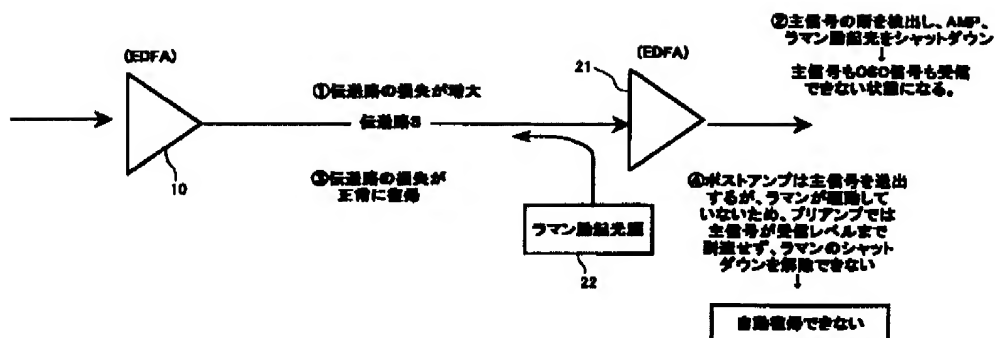 ②主信号の断を検出し、AMP、
ラマン励起光をシャットダウン
↓
主信号もOSC信号も受信
できない状態になる。
(EDFA)
(EDFA)
21
①伝送路の損失が増大
伝送路3
10
③伝送路の損失が
正常に復帰
ラマン励起光源
22
④ポストアンプは主信号を送出
するが、ラマンが駆動して
いないため、プリアンプでは
主信号が受信レベルまで
到達せず、ラマンのシャット
ダウンを解除できない
↓
自動復帰できない